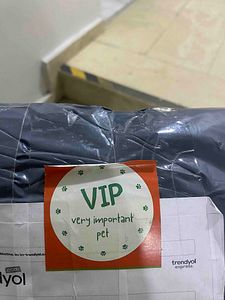 VIP
very important
pet
dyol
trendyol
express